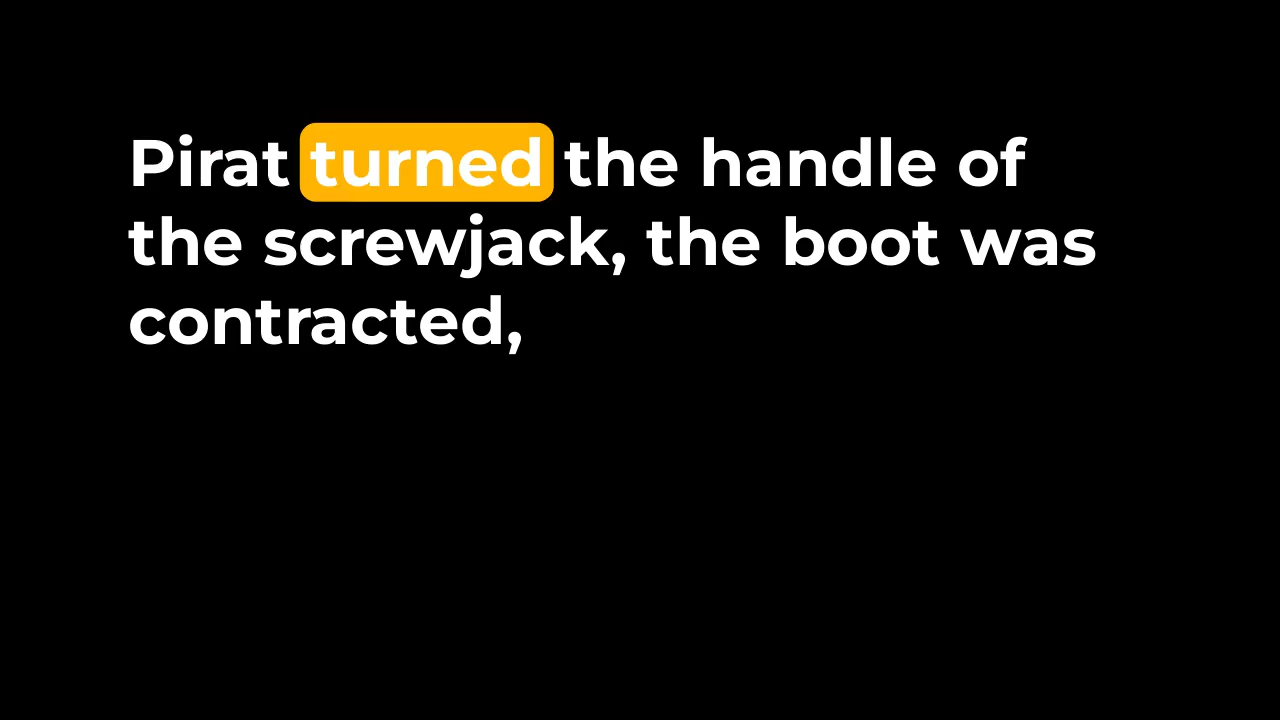 Pirat turned the handle of
the screwjack, the boot was
contracted,